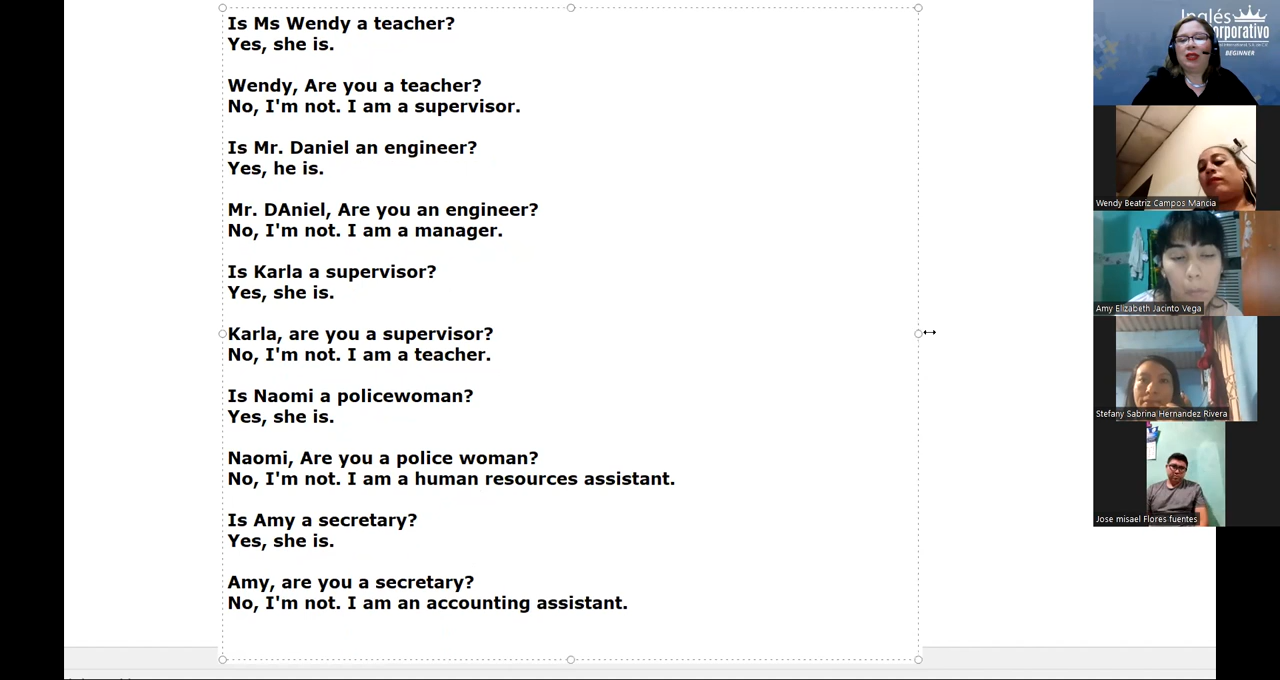 Is Ms Wendy a teacher?
Yes, she is.
Wendy, Are you a teacher?
No, I'm not. I am a supervisor.
Is Mr. Daniel an engineer?
Yes, he is.
Mr. DAniel, Are you an engineer?
No, I'm not. I am a manager.
Is Karla a supervisor?
Yes, she is.
Karla, are you a supervisor?
No, I'm not. I am a teacher.
Is Naomi a policewoman?
Yes, she is.
Naomi, Are you a police woman?
No, I'm not. I am a human resources assistant.
Is Amy a secretary?
Yes, she is.
Amy, are you a secretary?
No, I'm not. I am an accounting assistant.
Inglés
orporativo
BEGINNER
Wendy Beatriz Campos Mancia
Amy Elizabeth Jacinto Vega
Stefany Sabrina Hernandez Rivera
Jose misael Flores fuentes